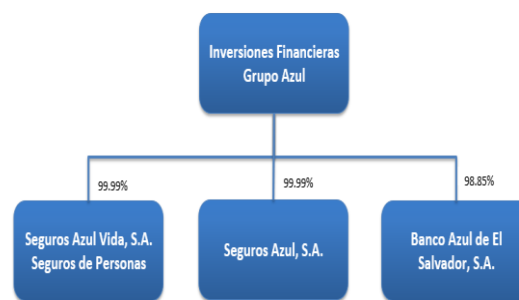 Inversiones Financieras
Grupo Azul
99.99%
99.99%
98.85%
Seguros Azul Vida, S.A.
Seguros de Personas
Seguros Azul, S.A.
Banco Azul de El
Salvador, S.A.